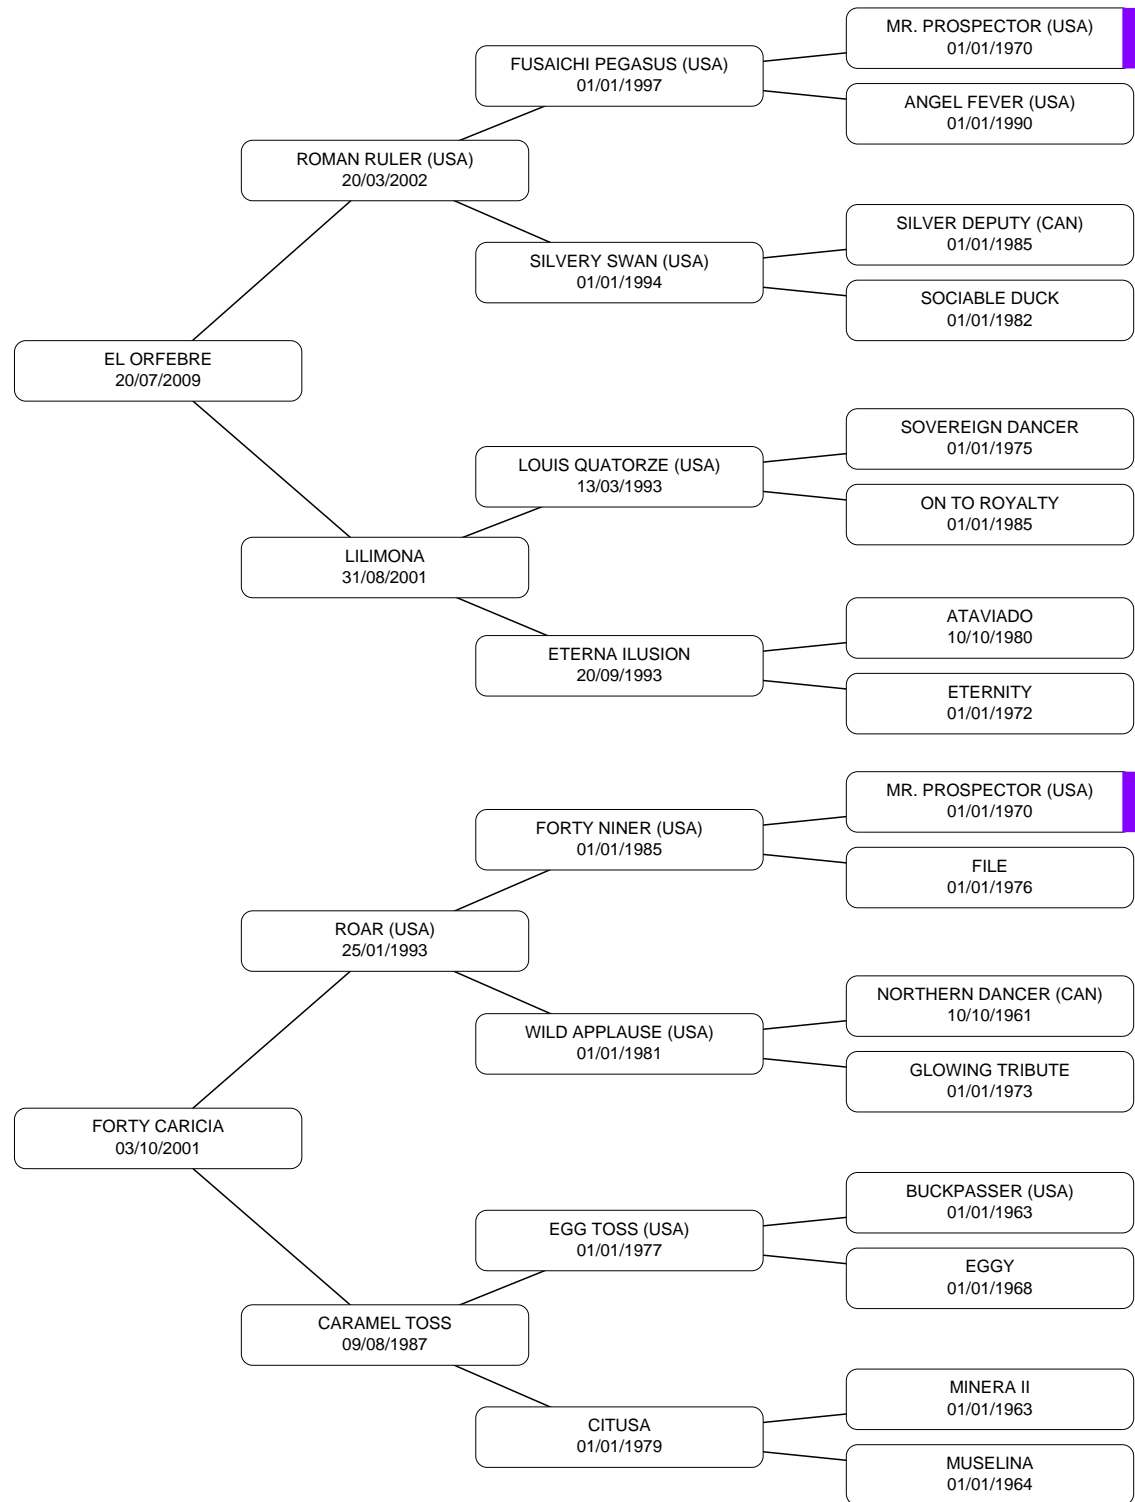 MR. PROSPECTOR (USA)
01/01/1970
FUSAICHI PEGASUS (USA)
01/01/1997
ANGEL FEVER (USA)
01/01/1990
ROMAN RULER (USA)
20/03/2002
SILVER DEPUTY (CAN)
01/01/1985
SILVERY SWAN (USA)
01/01/1994
SOCIABLE DUCK
01/01/1982
EL ORFEBRE
20/07/2009
SOVEREIGN DANCER
01/01/1975
LOUIS QUATORZE (USA)
13/03/1993
ON TO ROYALTY
01/01/1985
LILIMONA
31/08/2001
ATAVIADO
10/10/1980
ETERNA ILUSION
20/09/1993
ETERNITY
01/01/1972
MR. PROSPECTOR (USA)
01/01/1970
FORTY NINER (USA)
01/01/1985
FILE
01/01/1976
ROAR (USA)
25/01/1993
NORTHERN DANCER (CAN)
10/10/1961
WILD APPLAUSE (USA)
01/01/1981
GLOWING TRIBUTE
01/01/1973
FORTY CARICIA
03/10/2001
BUCKPASSER (USA)
01/01/1963
EGG TOSS (USA)
01/01/1977
EGGY
01/01/1968
CARAMEL TOSS
09/08/1987
MINERA II
01/01/1963
CITUSA
01/01/1979
MUSELINA
01/01/1964